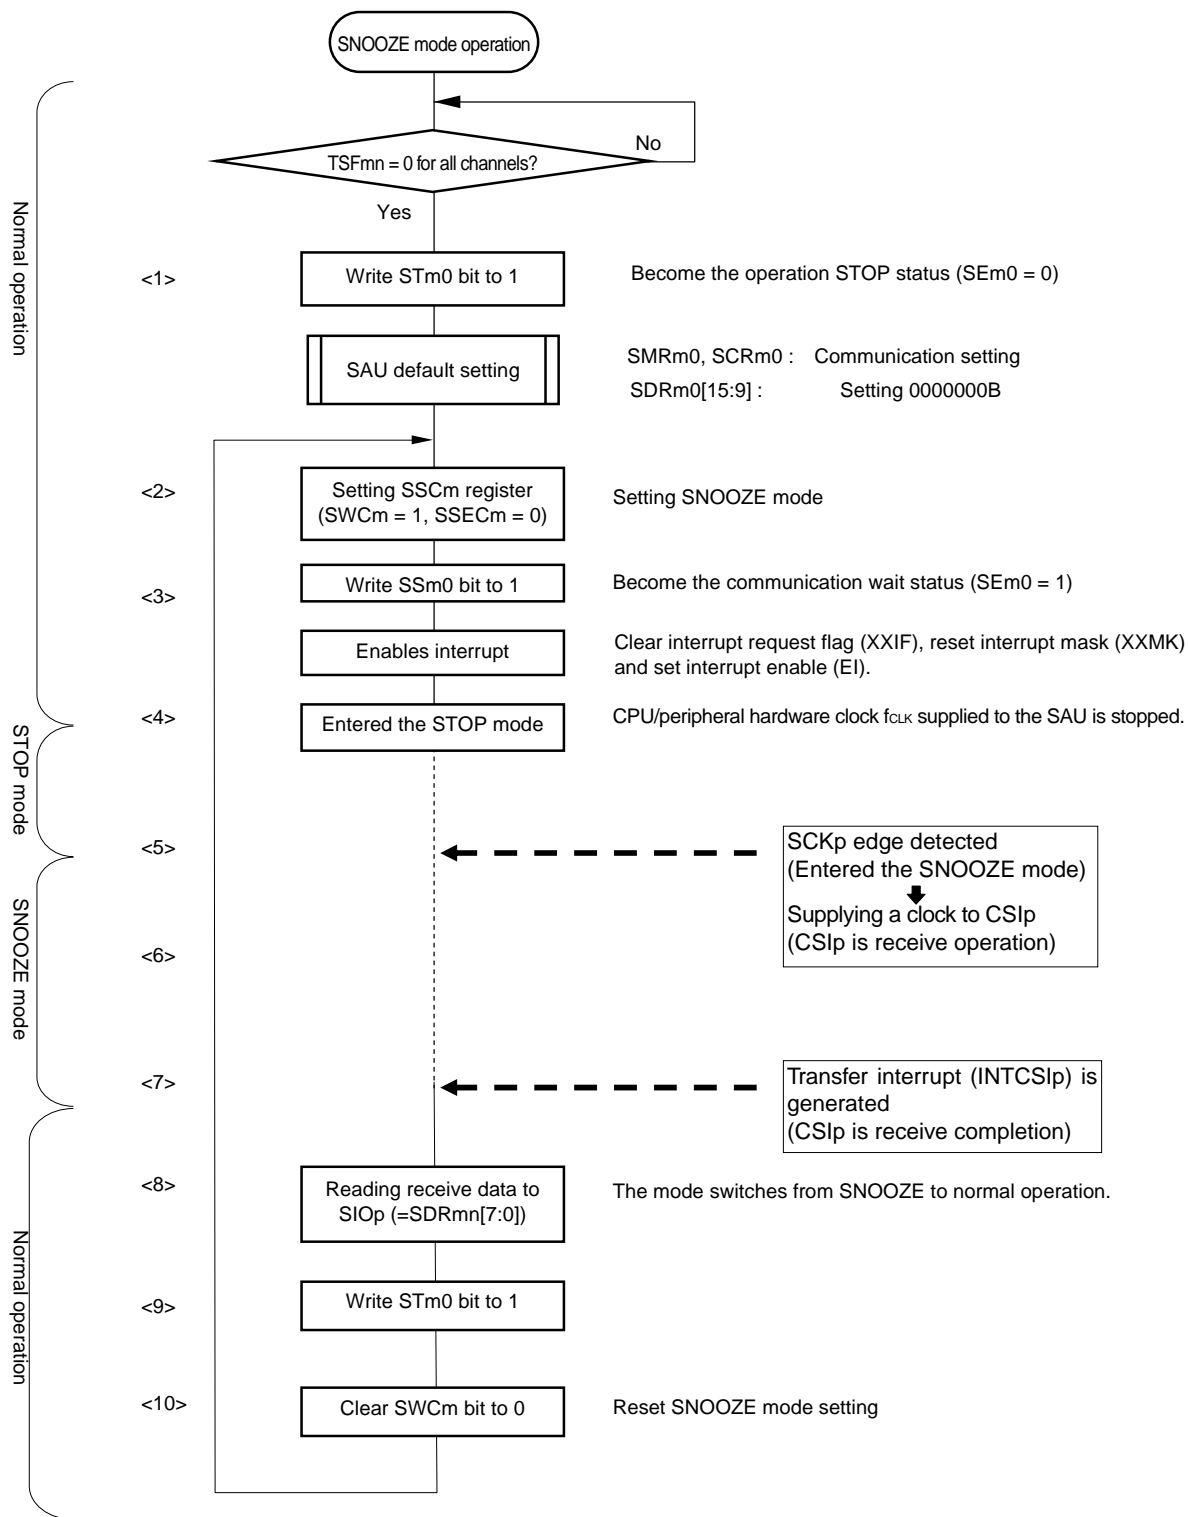 SNOOZE mode operation
No
TSFmn = 0 for all channels?
Yes
Normal operation
<1>
Write STm0 bit to 1
Become the operation STOP status (SEm0 = 0)
SAU default setting
SMRm0, SCRm0 : Communication setting
SDRm0[15:9] : Setting 0000000B
<2>
Setting SSCm register
(SWCm = 1, SSECm = 0)
Setting SNOOZE mode
<3>
Write SSm0 bit to 1
Become the communication wait status (SEm0 = 1)
Enables interrupt
Clear interrupt request flag (XXIF), reset interrupt mask (XXMK)
and set interrupt enable (EI).
<4>
Entered the STOP mode
CPU/peripheral hardware clock fCLK supplied to the SAU is stopped.
STOP mode
<5>
SCKp edge detected
(Entered the SNOOZE mode)
Supplying a clock to CSIp
(CSIp is receive operation)
SNOOZE mode
<6>
<7>
Transfer interrupt (INTCSIp) is
generated
(CSIp is receive completion)
<8>
Reading receive data to
SIOp (=SDRmn[7:0])
The mode switches from SNOOZE to normal operation.
Normal operation
<9>
Write STm0 bit to 1
<10>
Clear SWCm bit to 0
Reset SNOOZE mode setting